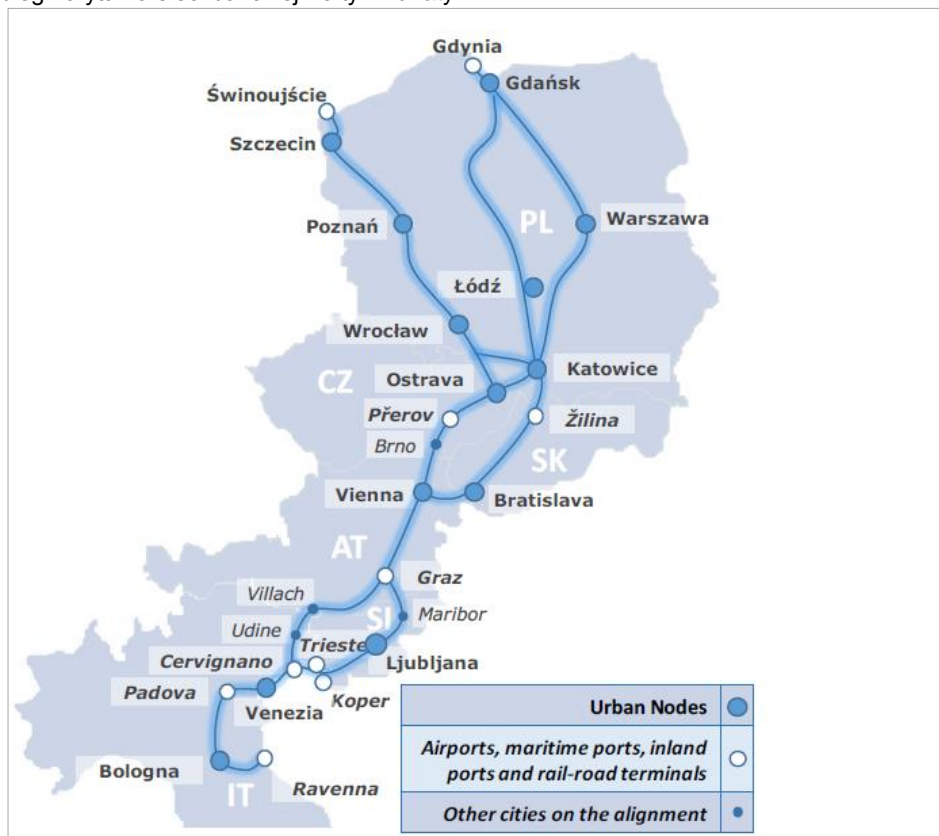 Gdynia
Gdańsk
Świnoujście
Szczecin
Poznań
PL
Warszawa
Łódź
Wrocław
Katowice
CZ
Ostrava
Přerov
Žilina
Brno
SK
Vienna
Bratislava
AT
Graz
Villach
SI
Maribor
Udine
Trieste
Cervignano
Ljubljana
Padova
Koper
Venezia
Bologna
IT
Ravenna
Urban Nodes
Airports, maritime ports, inland
ports and rail-road terminals
Other cities on the alignment